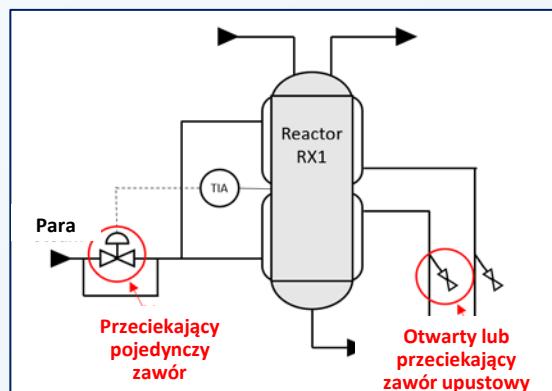 Reactor
RX1
TIA
Para
Przeciekający
pojedynczy
zawór
Otwarty lub
przeciekający
zawór upustowy